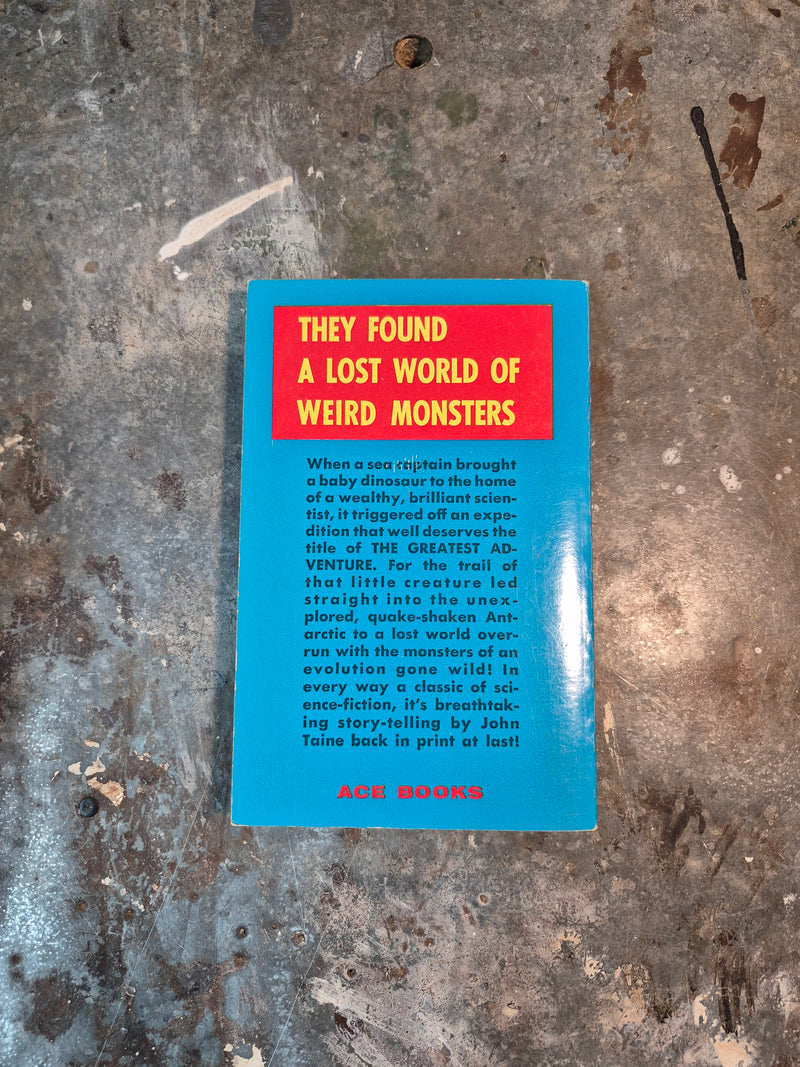 THEY FOUND
A LOST WORLD OF
WEIRD MONSTERS
When a sea captain brought
a baby dinosaur to the home
of a wealthy, brilliant scien-
tist, it triggered off an expe-
dition that well deserves the
title of THE GREATEST AD-
VENTURE. For the trail of
that little creature led
straight into the unex-
plored, quake-shaken Ant-
arctic to a lost world over-
run with the monsters of an
evolution gone wild! In
every way a classic of sci-
ence-fiction, it's breathtak-
ing story-telling by John
Taine back in print at last!
ACE BOOKS